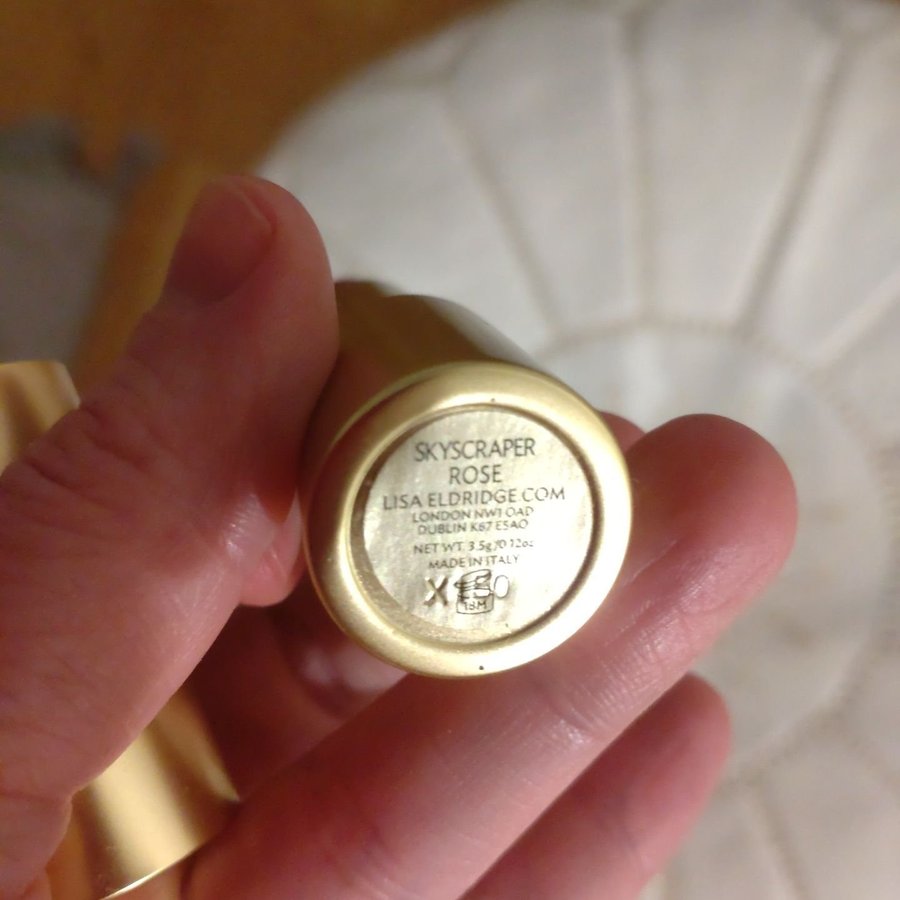 SKYSCRAPER
ROSE
LISA ELDRIDGE.COM
LONDON NW1 0AD
DUBLIN K67 E5A0
NET WT. 3.5g/0.12oz
MADE IN ITALY
18M